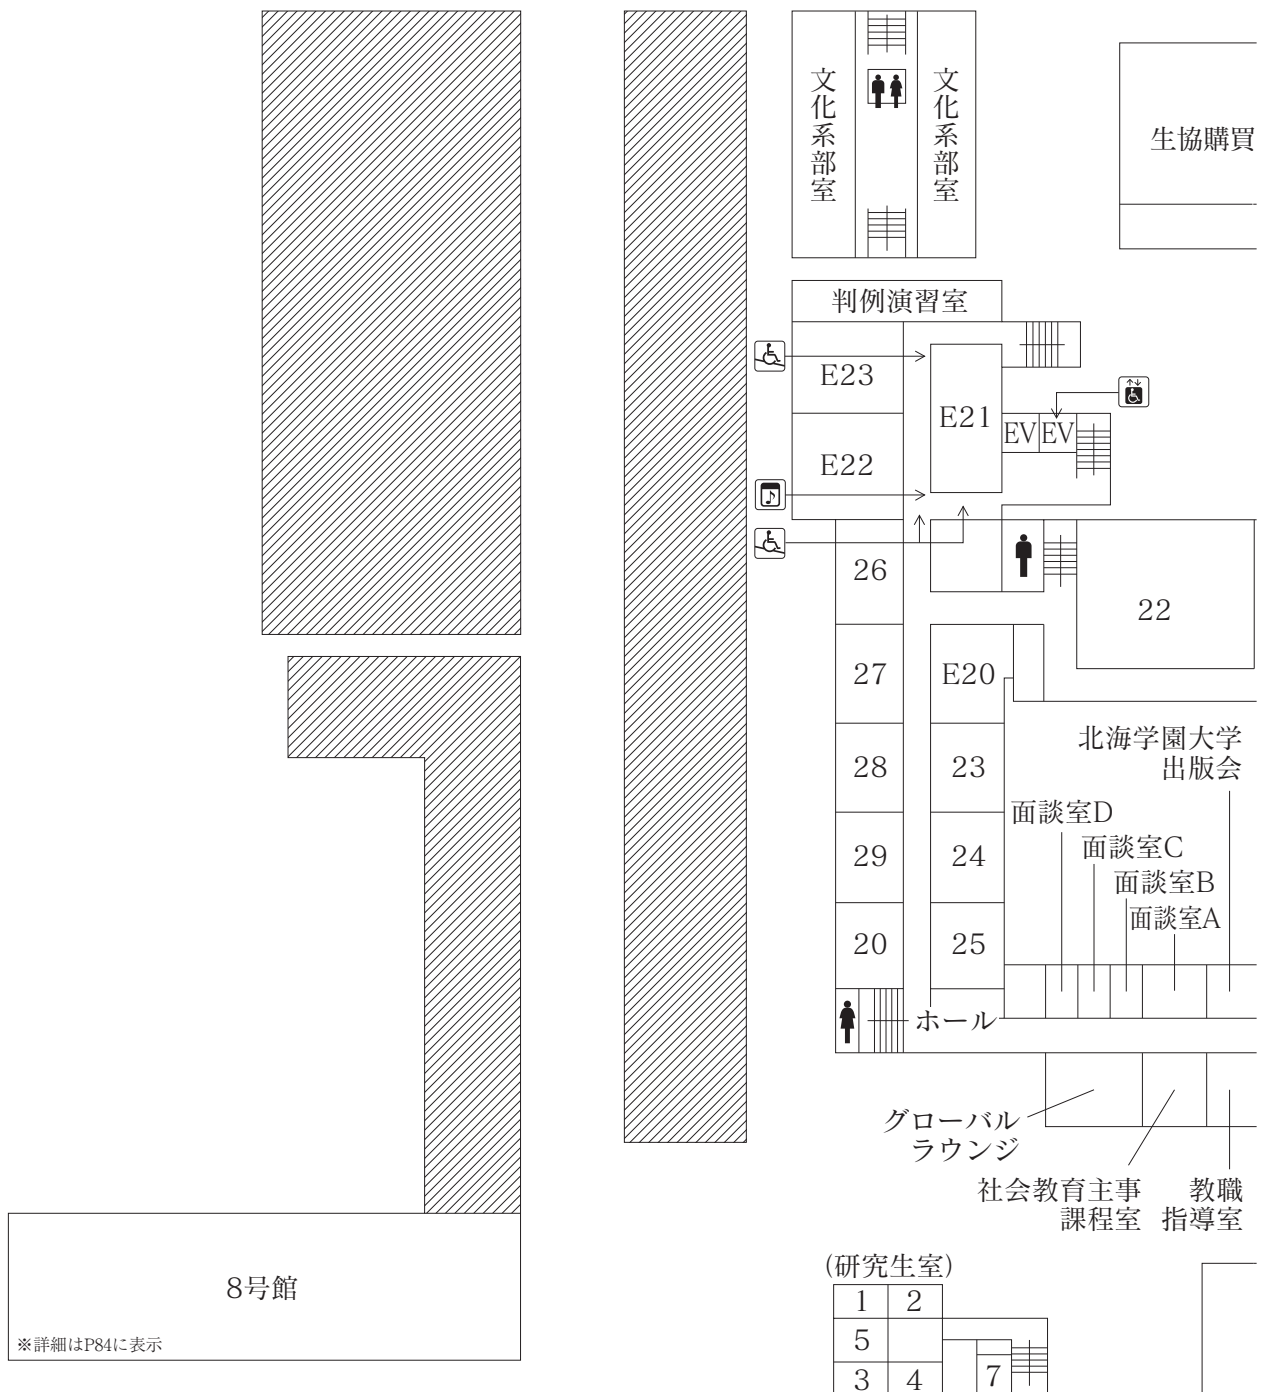 文化系部室
文化系部室
生協購買
判例演習室
E23
E21
EV
EV
E22
26
22
27
E20
北海学園大学
出版会
28
23
面談室D
面談室C
29
24
面談室B
面談室A
20
25
ホール
グローバル
ラウンジ
社会教育主事
課程室
教職
指導室
8号館
※詳細はP84に表示
(研究生室)
1
2
5
3
4
7